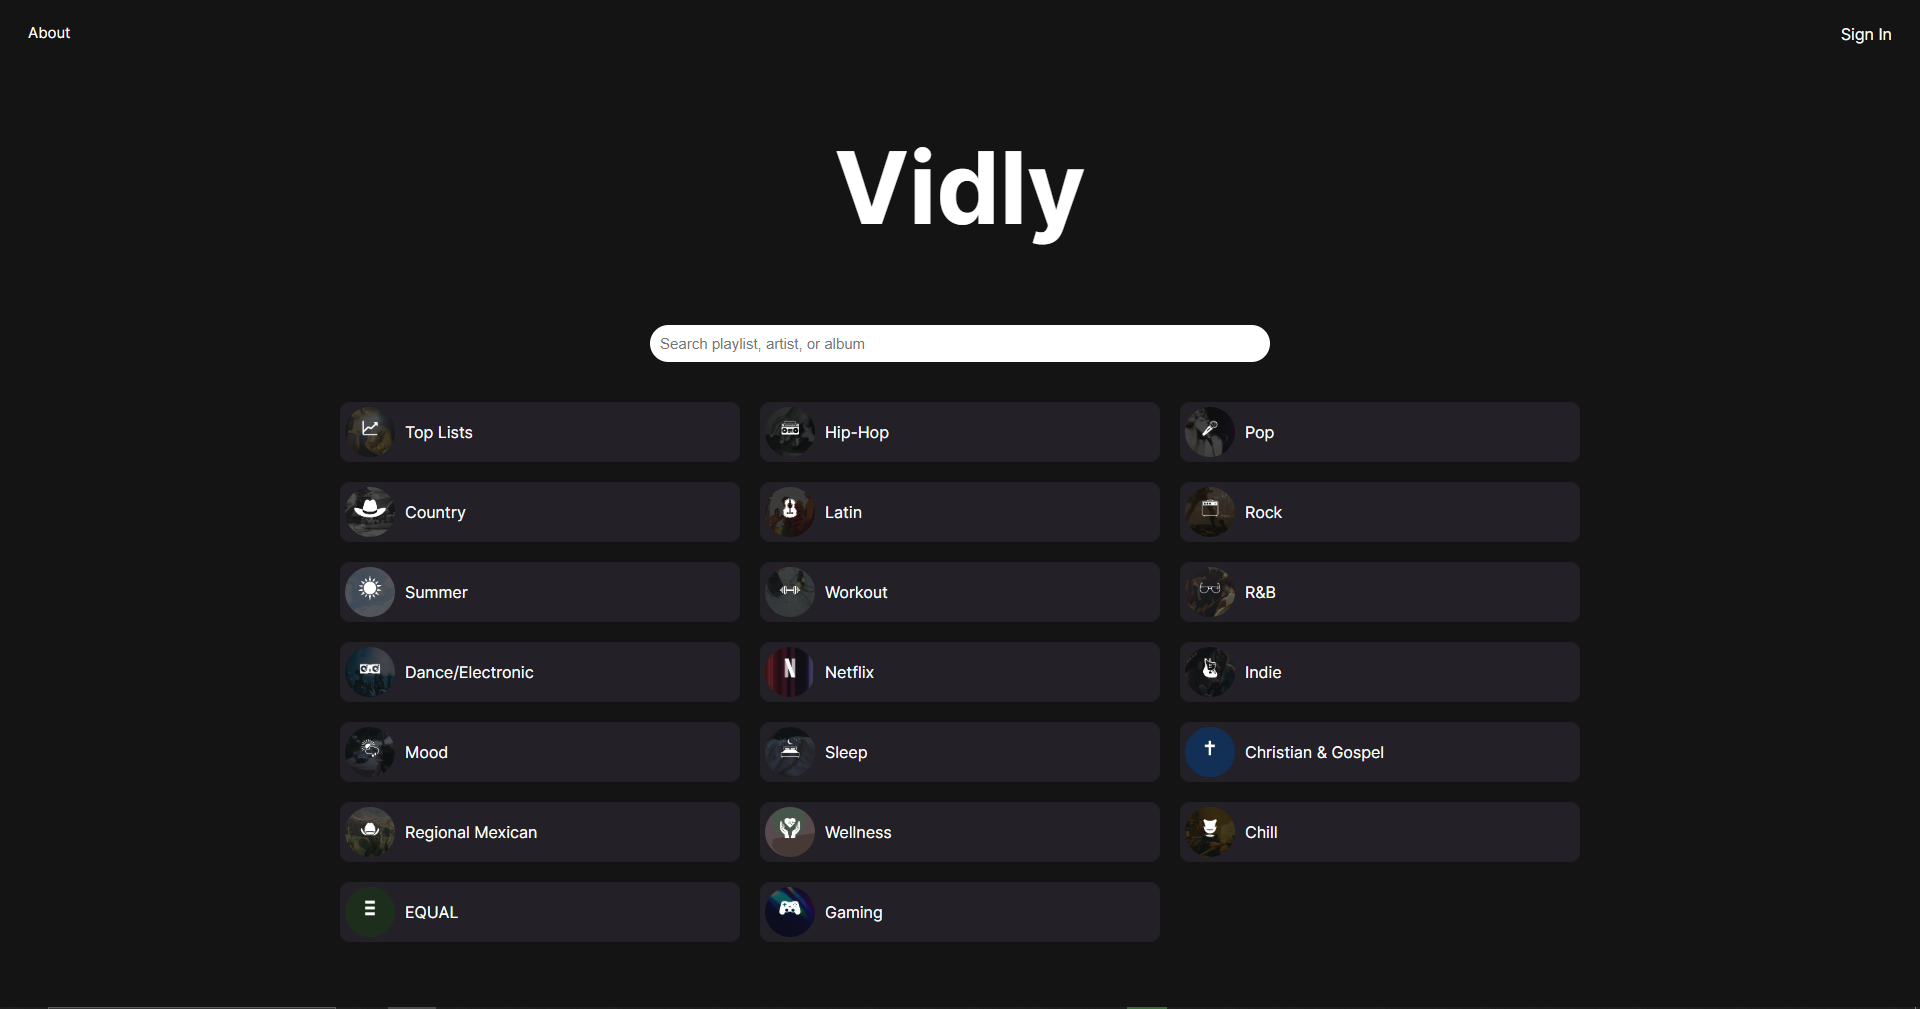 About
Sign In
Vidly
Search playlist, artist, or album
Top Lists
Hip-Hop
Pop
Country
Latin
Rock
Summer
Workout
R&B
Dance/Electronic
N
Netflix
Indie
Mood
Sleep
Christian & Gospel
Regional Mexican
Wellness
Chill
EQUAL
Gaming